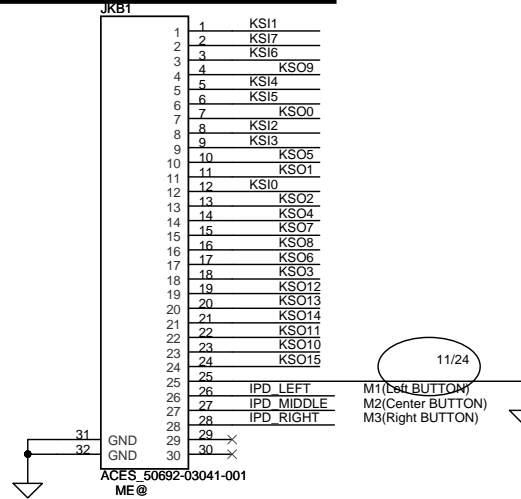 JKB1
1 1 KSI1
2 2 KSI7
3 3 KSI6
4 4 KSO9
5 5 KSI4
6 6 KSI5
7 7 KSO0
8 8 KSI2
9 9 KSI3
10 10 KSO5
11 11 KSO1
12 12 KSI0
13 13 KSO2
14 14 KSO4
15 15 KSO7
16 16 KSO8
17 17 KSO6
18 18 KSO3
19 19 KSO12
20 20 KSO13
21 21 KSO14
22 22 KSO11
23 23 KSO10
24 24 KSO15
11/24
25 25
26 26 IPD_LEFT M1(Left BUTTON)
27 27 IPD_MIDDLE M2(Center BUTTON)
28 28 IPD_RIGHT M3(Right BUTTON)
31 GND 29 29
32 GND 30 30
ACES_50692-03041-001
ME@